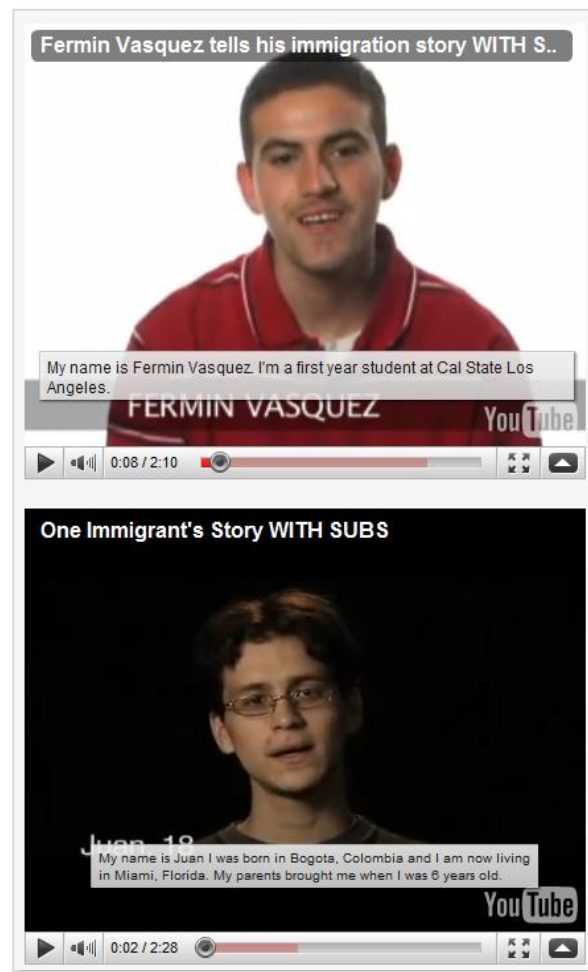 Fermin Vasquez tells his immigration story WITH S..
My name is Fermin Vasquez. I'm a first year student at Cal State Los
Angeles.
FERMIN VASQUEZ
YouTube
0:08 / 2:10
One Immigrant's Story WITH SUBS
Juan, 18
My name is Juan I was born in Bogota, Colombia and I am now living
in Miami, Florida. My parents brought me when I was 6 years old.
YouTube
0:02 / 2:28